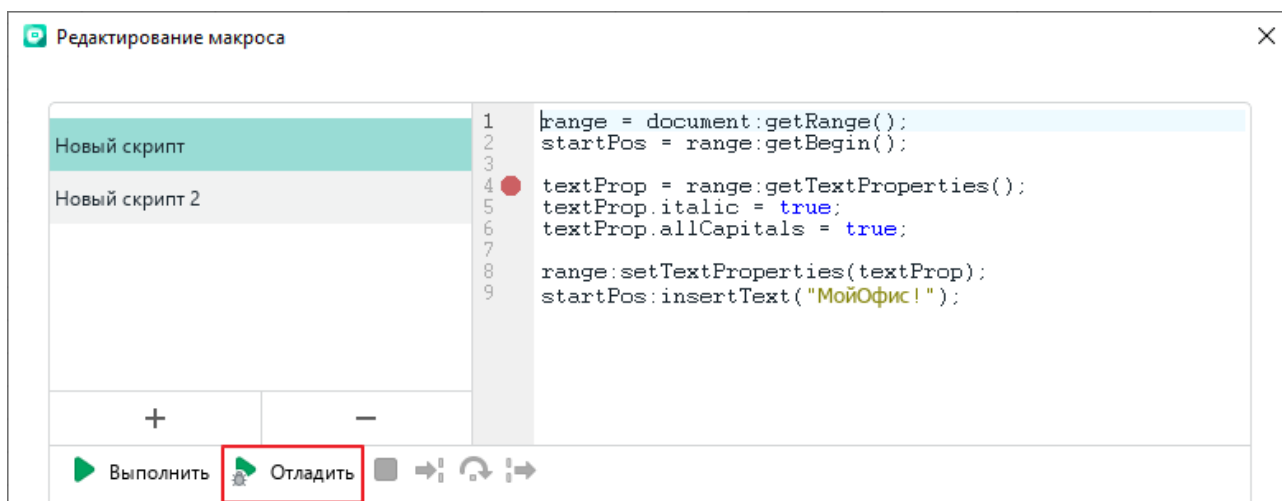 Редактирование макроса
Новый скрипт
Новый скрипт 2
+ −
1 range = document:getRange();
2 startPos = range:getBegin();
3
4 textProp = range:getTextProperties();
5 textProp.italic = true;
6 textProp.allCapitals = true;
7
8 range:setTextProperties(textProp);
9 startPos:insertText("МойОфис!");
Выполнить Отладить